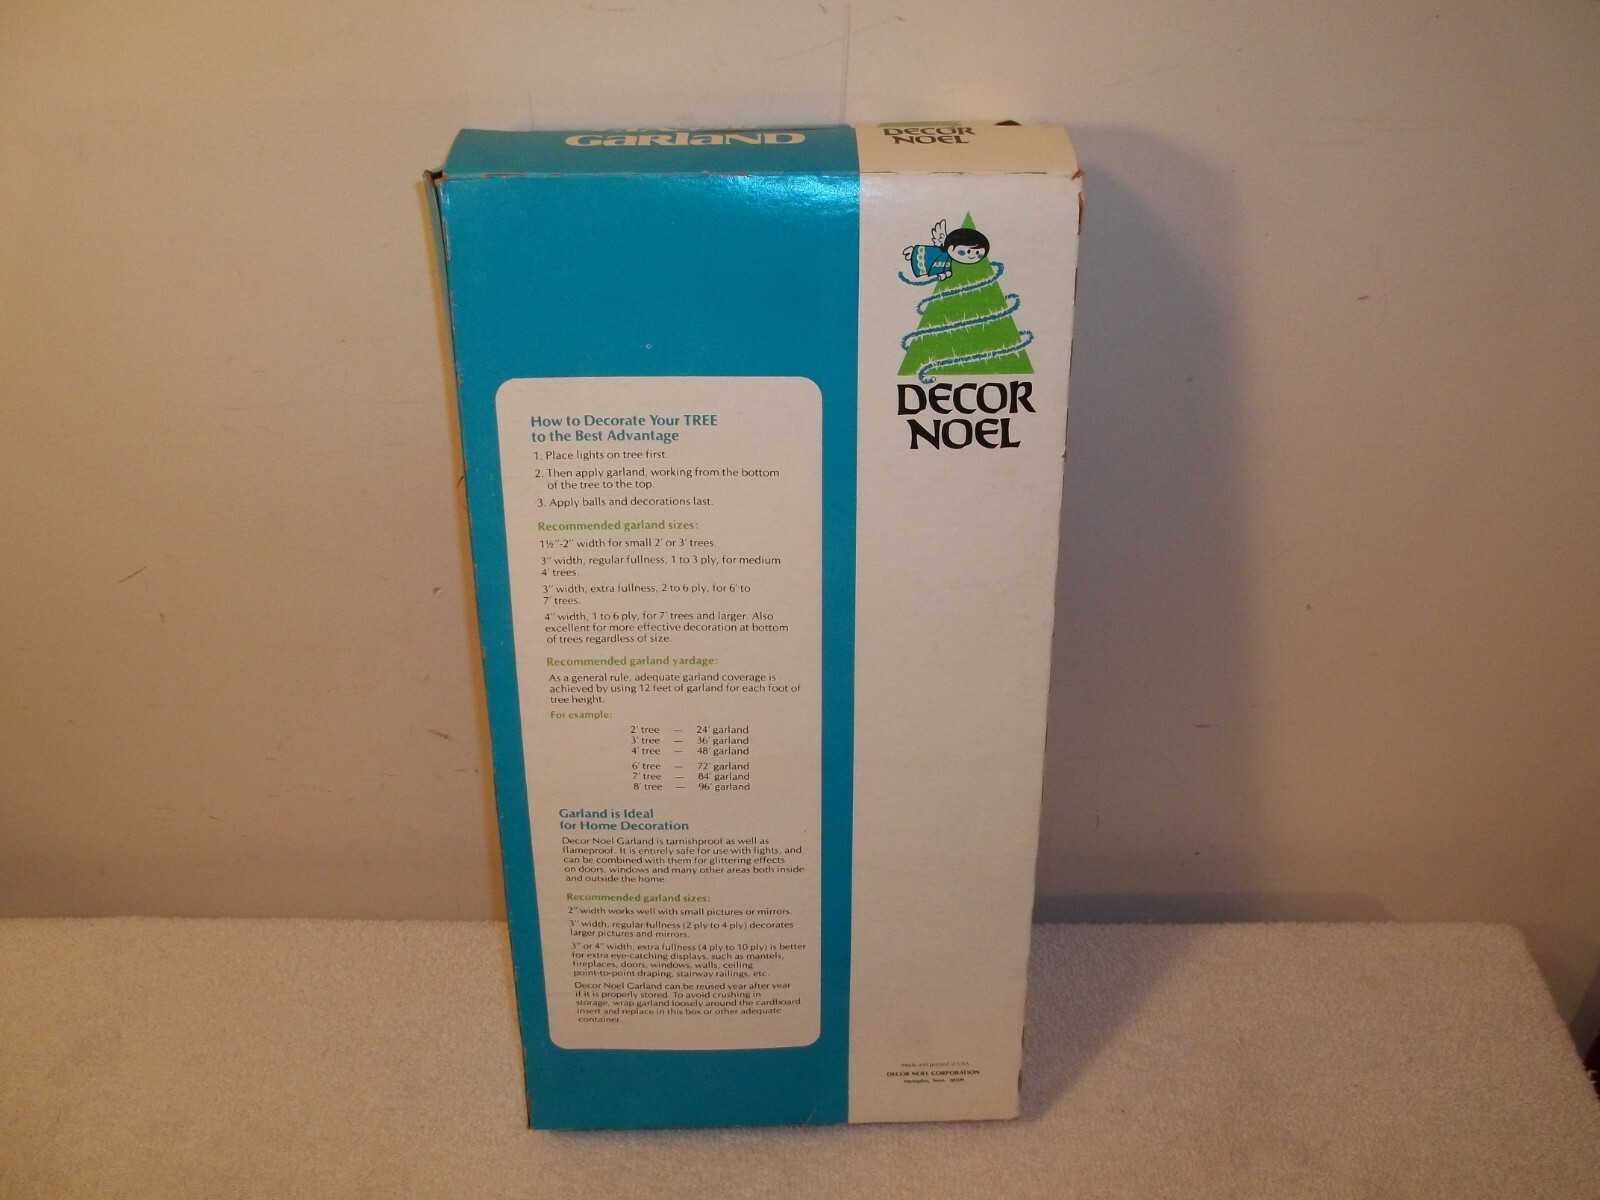 Garland
DECOR
NOEL
DECOR
NOEL
How to Decorate Your TREE
to the Best Advantage
1. Place lights on tree first.
2. Then apply garland, working from the bottom
of the tree to the top.
3. Apply balls and decorations last.
Recommended garland sizes:
1½"-2" width for small 2' or 3' trees.
3" width, regular fullness, 1 to 3 ply, for medium
4' trees.
3" width, extra fullness, 2 to 6 ply, for 6' to
7' trees.
4" width, 1 to 6 ply, for 7' trees and larger. Also
excellent for more effective decoration at bottom
of trees regardless of size.
Recommended garland yardage:
As a general rule, adequate garland coverage is
achieved by using 12 feet of garland for each foot of
tree height.
For example:
2' tree — 24' garland
3' tree — 36' garland
4' tree — 48' garland
6' tree — 72' garland
7' tree — 84' garland
8' tree — 96' garland
Garland is Ideal
for Home Decoration
Decor Noel Garland is tarnishproof as well as
flameproof. It is entirely safe for use with lights, and
can be combined with them for glittering effects
on doors, windows and many other areas both inside
and outside the home.
Recommended garland sizes:
2" width works well with small pictures or mirrors.
3" width, regular fullness (2 ply to 4 ply) decorates
larger pictures and mirrors.
3" or 4" width, extra fullness (4 ply to 10 ply) is better
for extra eye-catching displays, such as mantels,
fireplaces, doors, windows, walls, ceiling
point-to-point draping, stairway railings, etc.
Decor Noel Garland can be reused year after year
if it is properly stored. To avoid crushing in
storage, wrap garland loosely around the cardboard
insert and replace in this box or other adequate
container.
Made and printed in USA
DECOR NOEL CORPORATION
Memphis, Tenn.